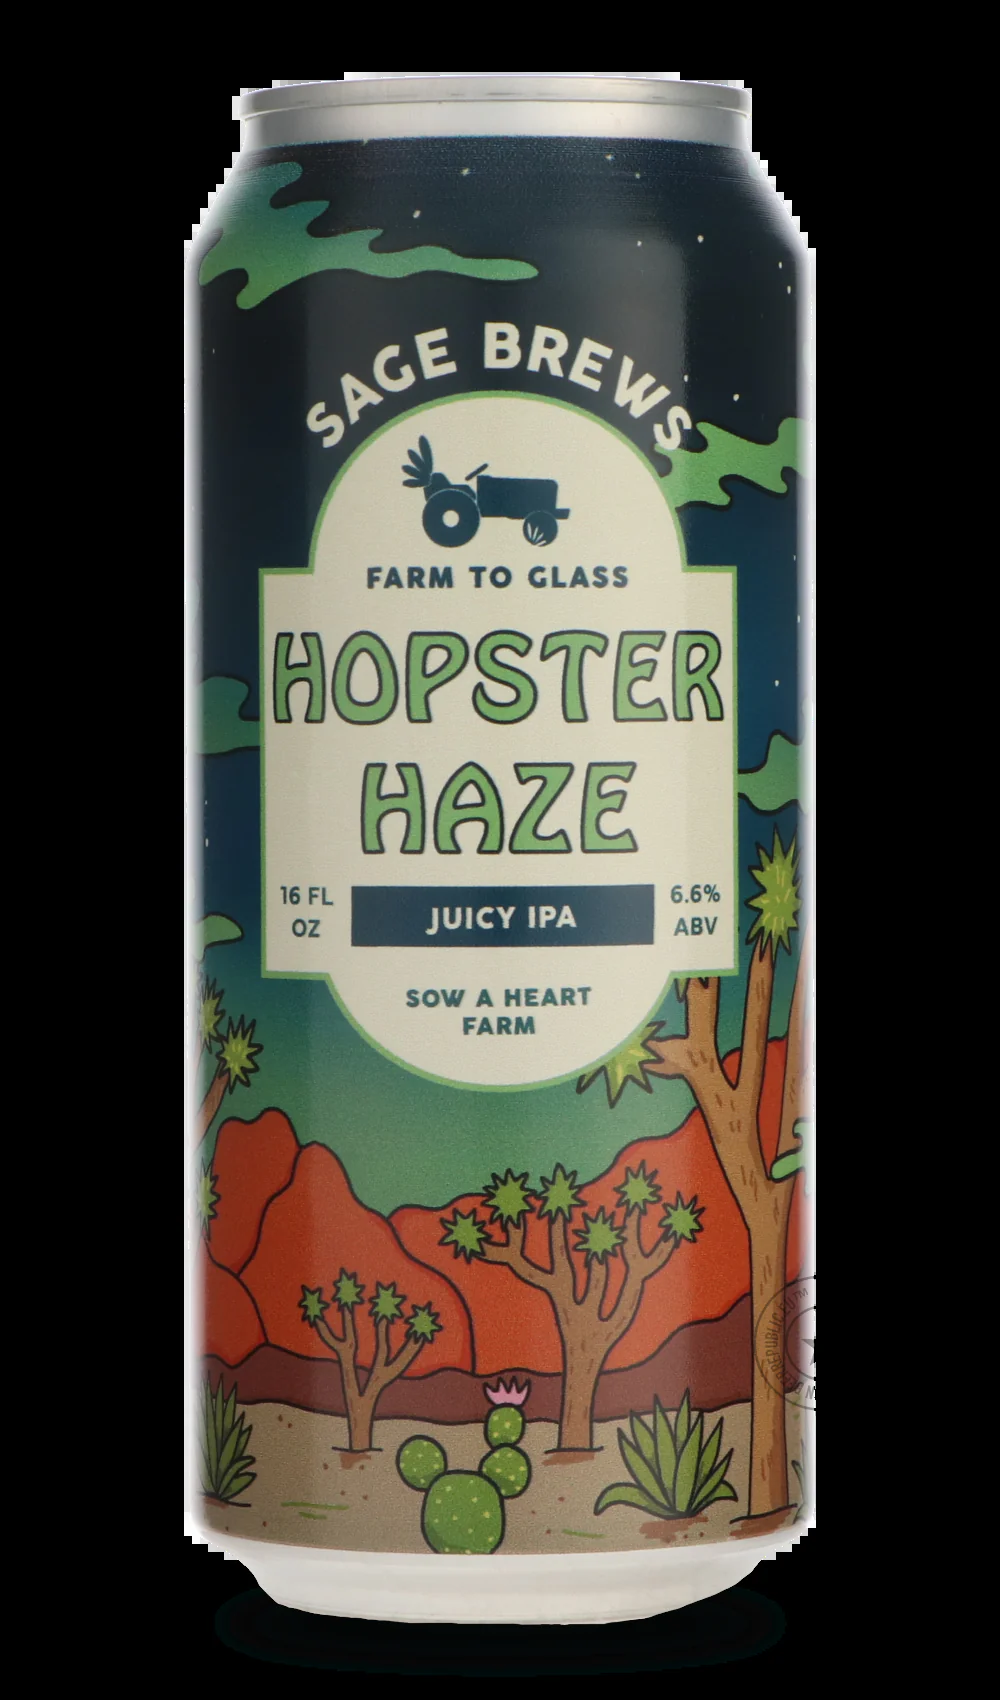 SAGE BREWS
FARM TO GLASS
HOPSTER
HAZE
16 FL
OZ
JUICY IPA
6.6%
ABV
SOW A HEART
FARM